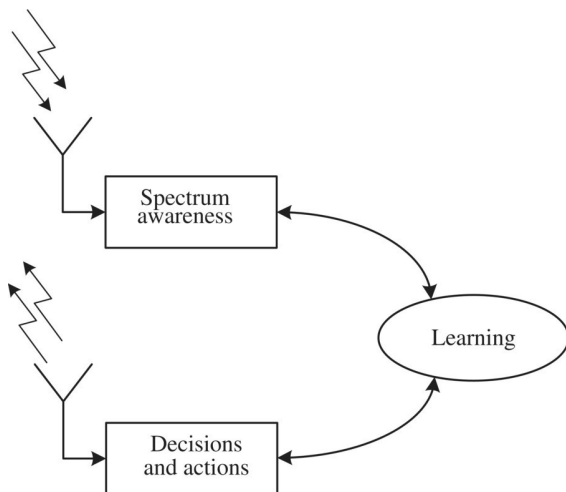 Spectrum
awareness
Learning
Decisions
and actions